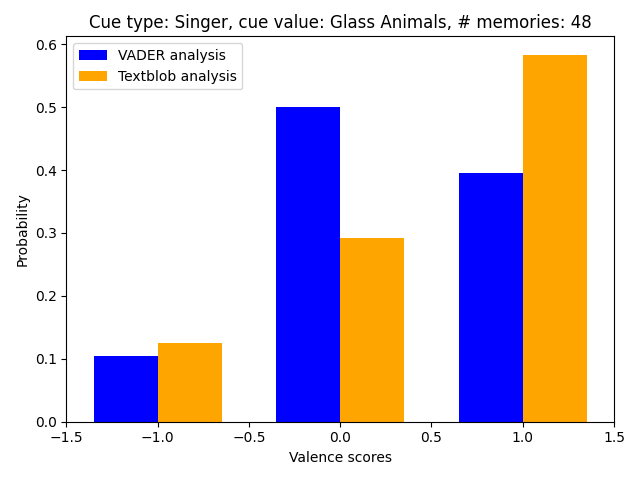 Cue type: Singer, cue value: Glass Animals, # memories: 48
VADER analysis
Textblob analysis
Probability
0.6
0.5
0.4
0.3
0.2
0.1
0.0
−1.5 −1.0 −0.5 0.0 0.5 1.0 1.5
Valence scores